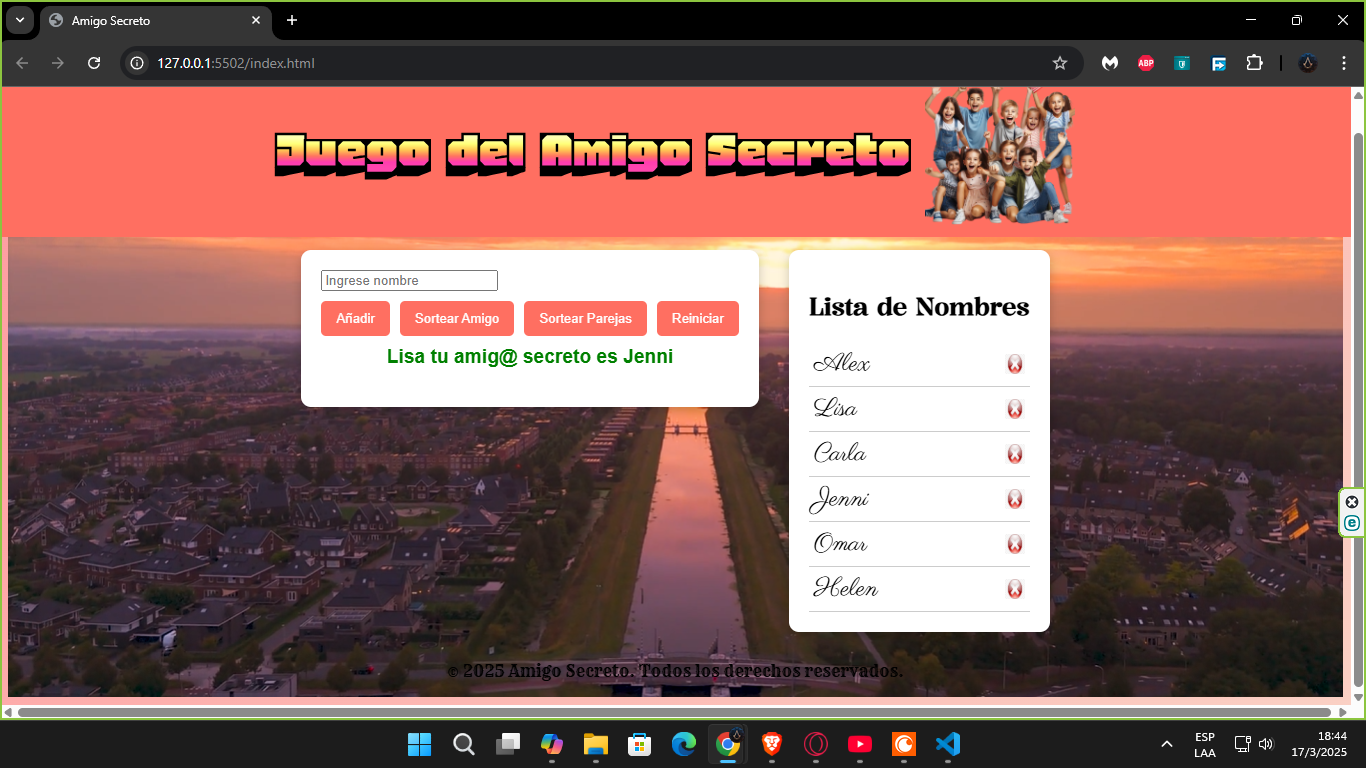 Amigo Secreto
127.0.0.1:5502/index.html
ABP
Juego del Amigo Secreto
Ingrese nombre
Añadir
Sortear Amigo
Sortear Parejas
Reiniciar
Lisa tu amig@ secreto es Jenni
Lista de Nombres
Alex
Lisa
Carla
Jenni
Omar
Helen
© 2025 Amigo Secreto. Todos los derechos reservados.
ESP
LAA
18:44
17/3/2025